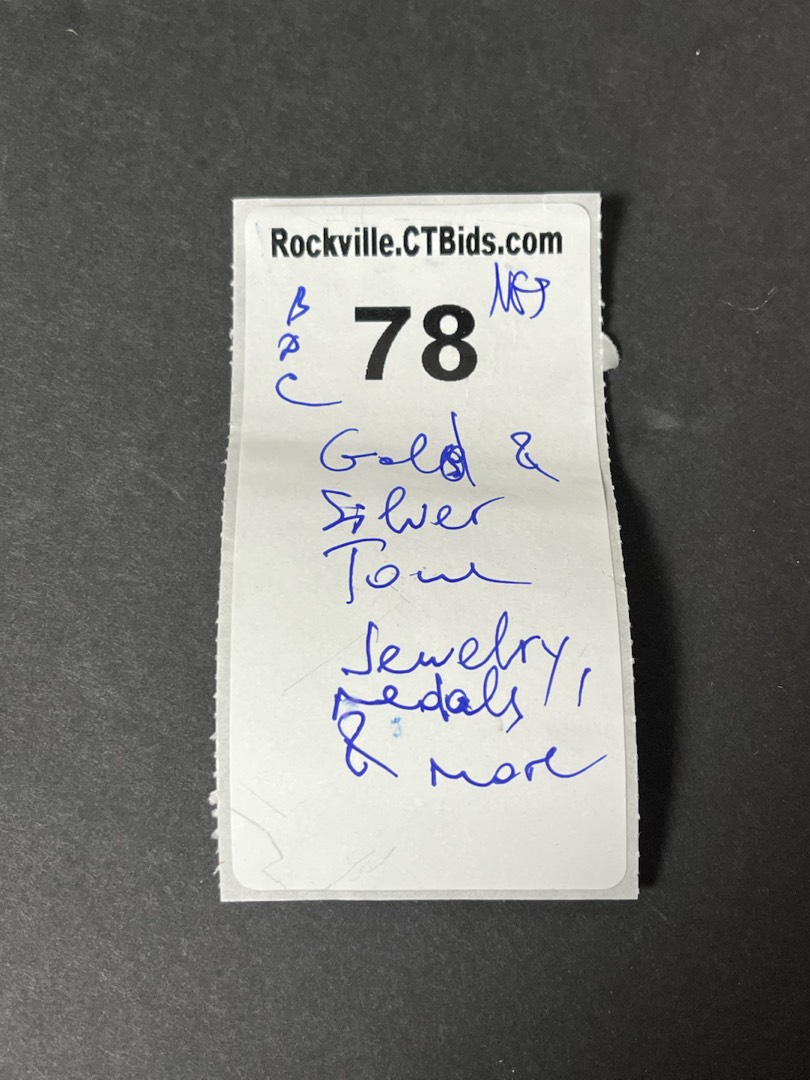 Rockville.CTBids.com
78
B
C
Gold &
Silver
Tone
Jewelry,
medals,
& more